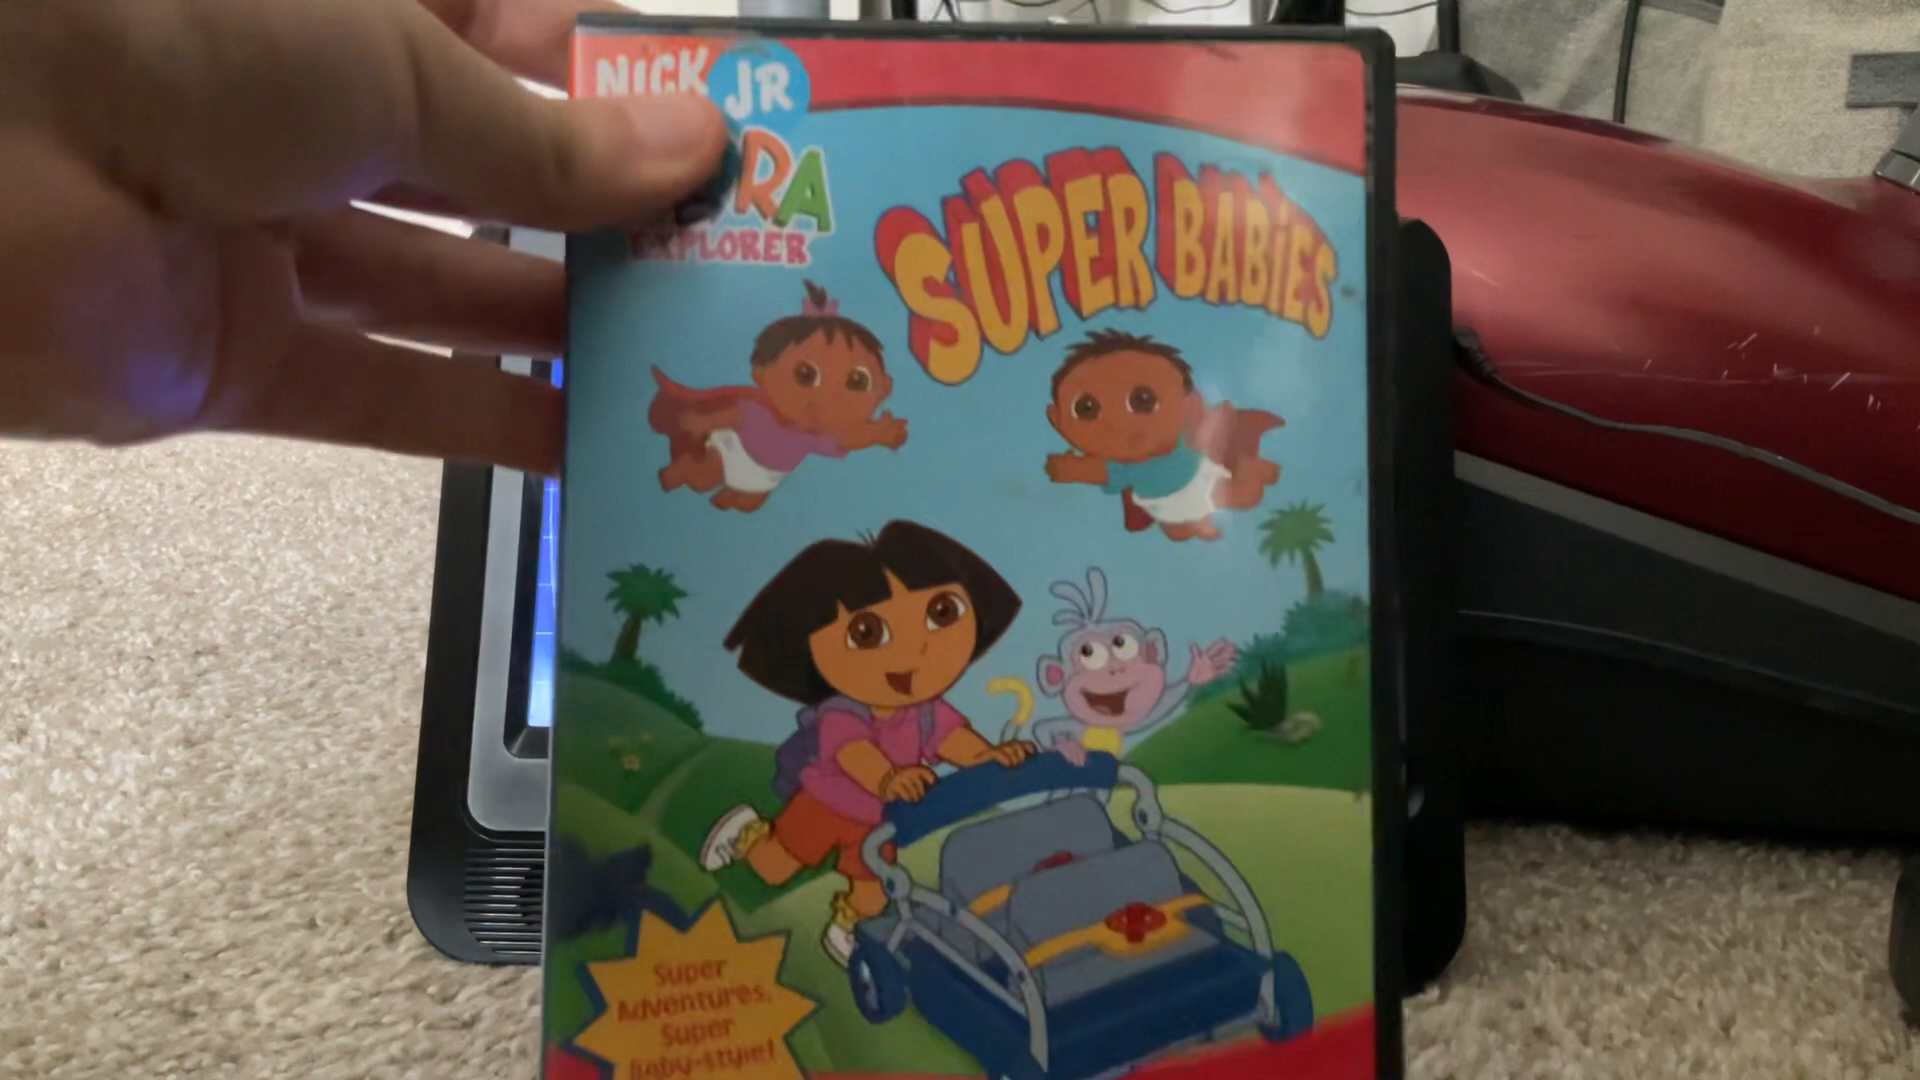 NICK JR
RA
EXPLORER
SUPER BABIES
Super
Adventures,
Super
Baby-style!